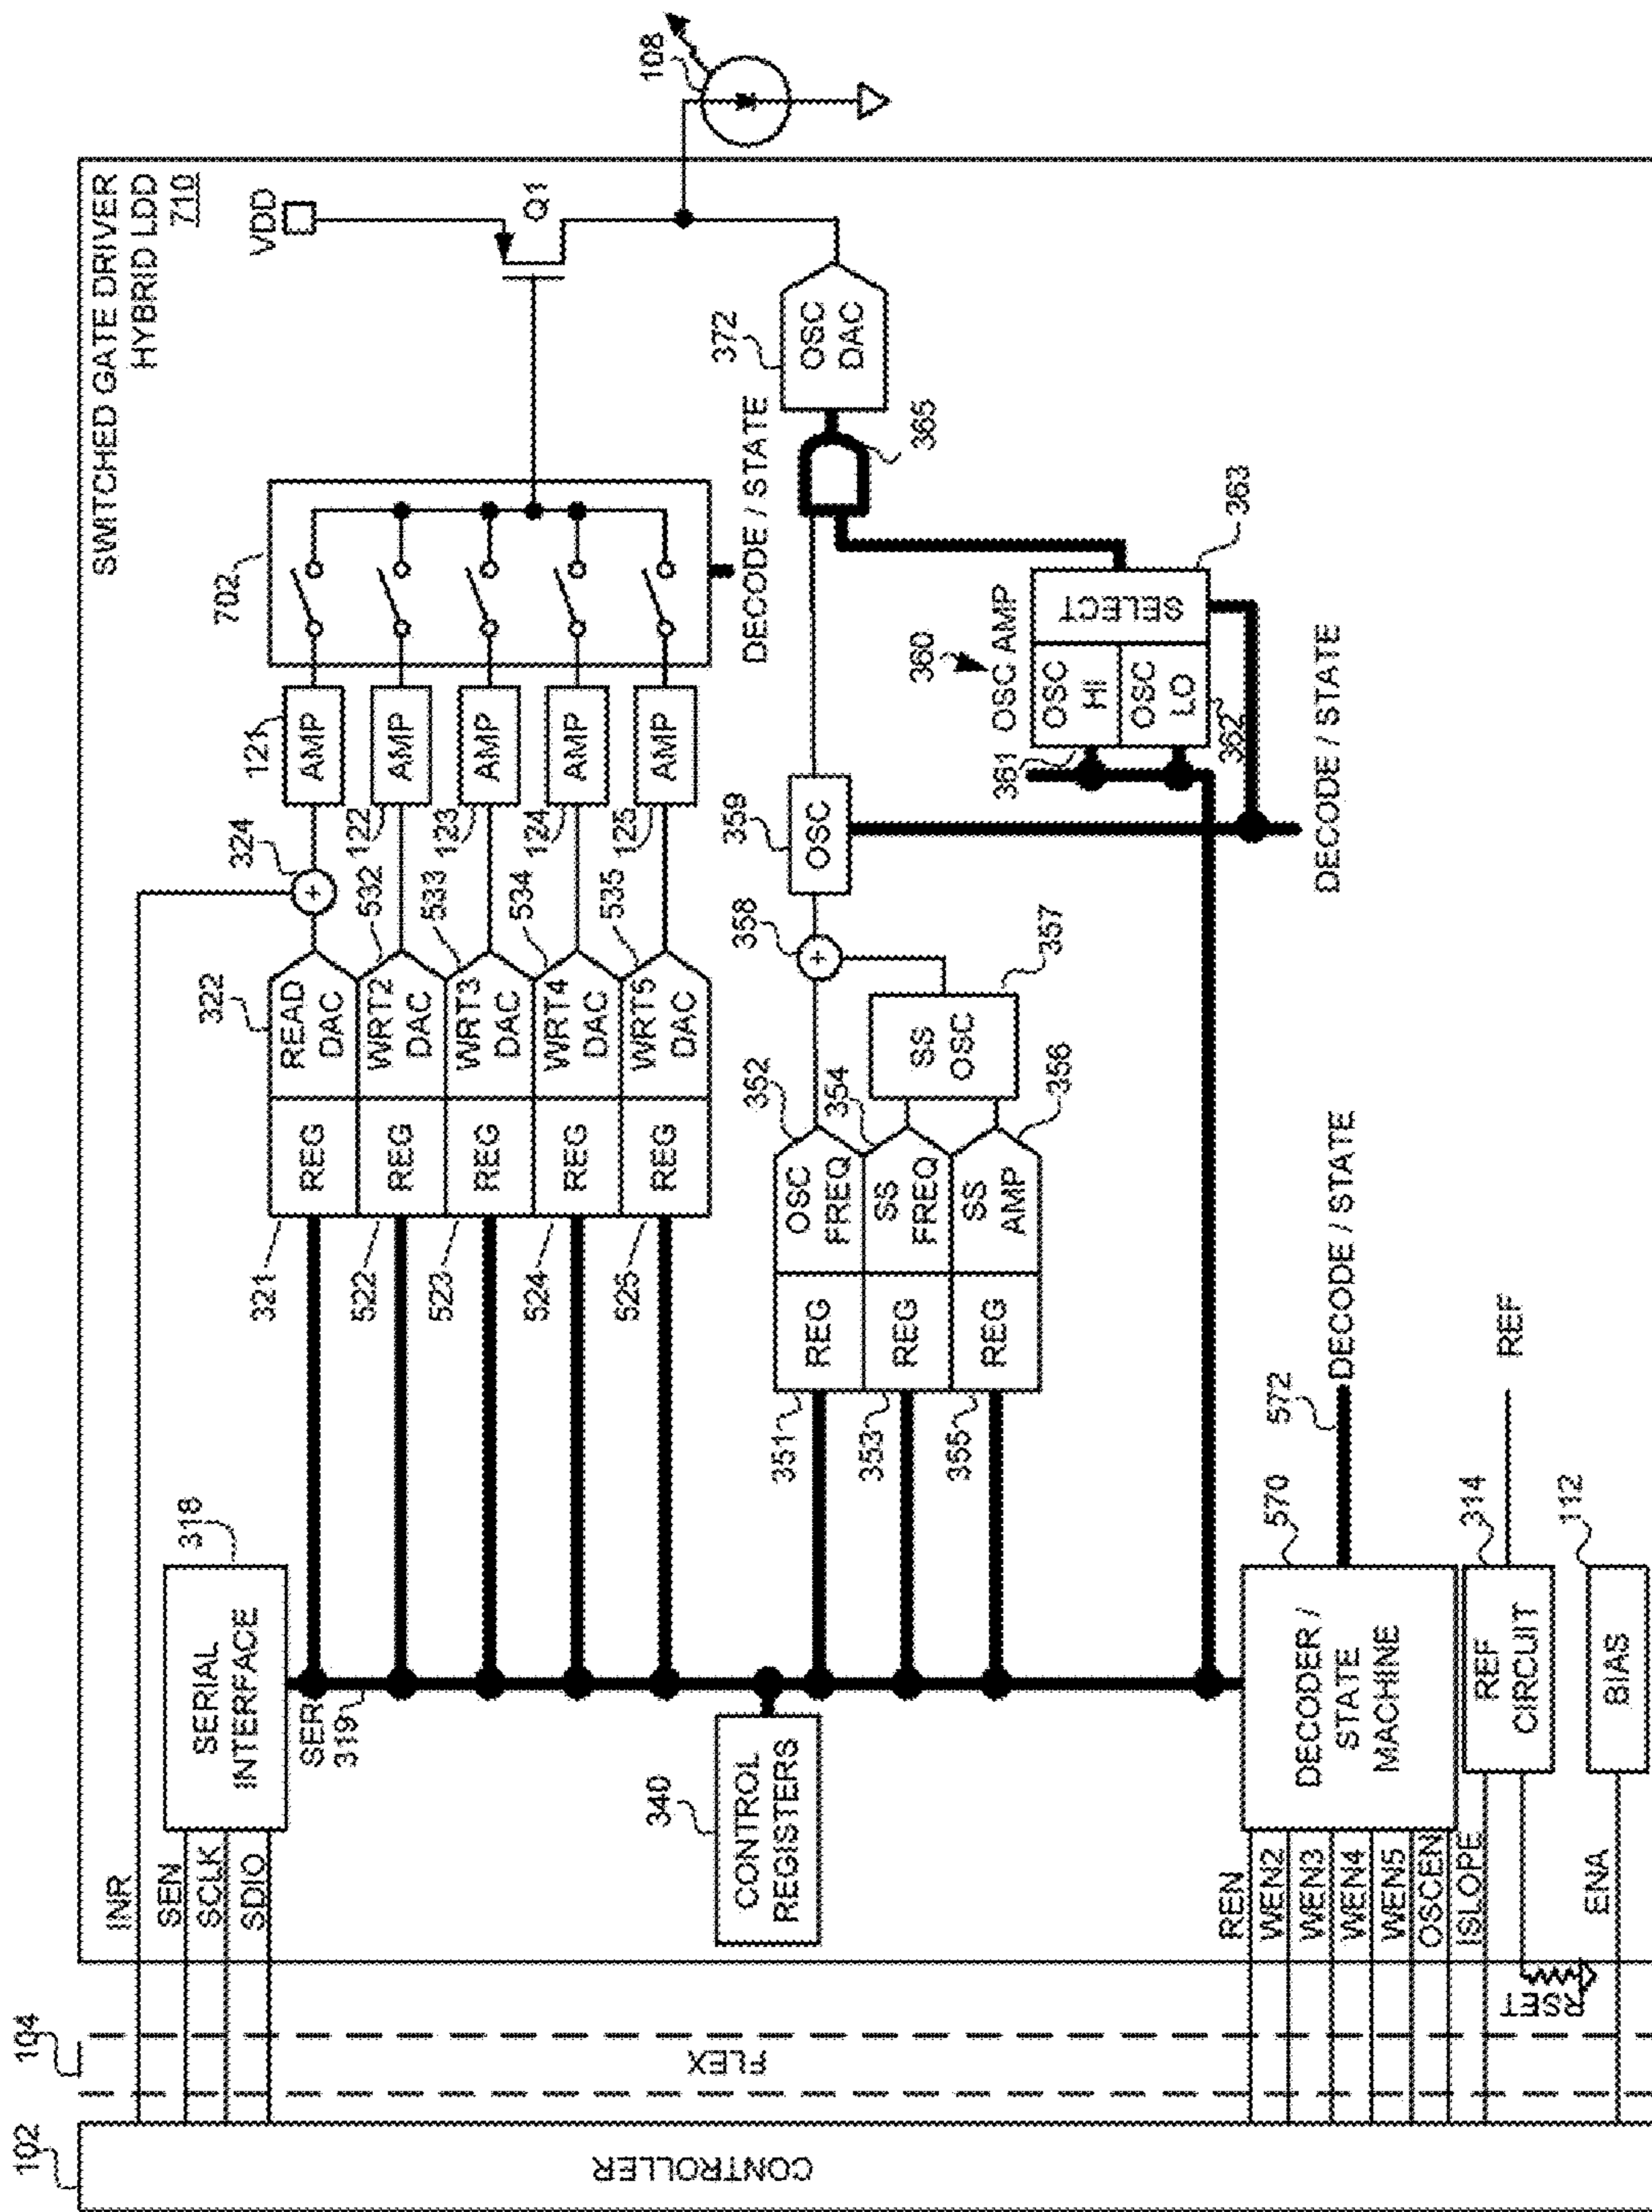 SWITCHED GATE DRIVER
HYBRID LDD
710
102
CONTROLLER
104
FLEX
INR
SEN
SCLK
SDIO
SERIAL
INTERFACE
318
SER
319
321
REG
READ
DAC
322
324
+
121
AMP
522
REG
WRT2
DAC
532
122
AMP
523
REG
WRT3
DAC
533
123
AMP
524
REG
WRT4
DAC
534
124
AMP
525
REG
WRT5
DAC
535
125
AMP
702
DECODE / STATE
VDD
Q1
108
340
CONTROL
REGISTERS
351
REG
OSC
FREQ
352
353
REG
SS
FREQ
354
355
REG
SS
AMP
356
SS
OSC
357
358
+
359
OSC
360
OSC AMP
361
OSC
HI
OSC
LO
362
SELECT
363
365
372
OSC
DAC
DECODE / STATE
REN
WEN2
WEN3
WEN4
WEN5
OSCEN
ISLOPE
DECODER /
STATE
MACHINE
570
572
DECODE / STATE
RSET
REF
CIRCUIT
314
REF
ENA
BIAS
112